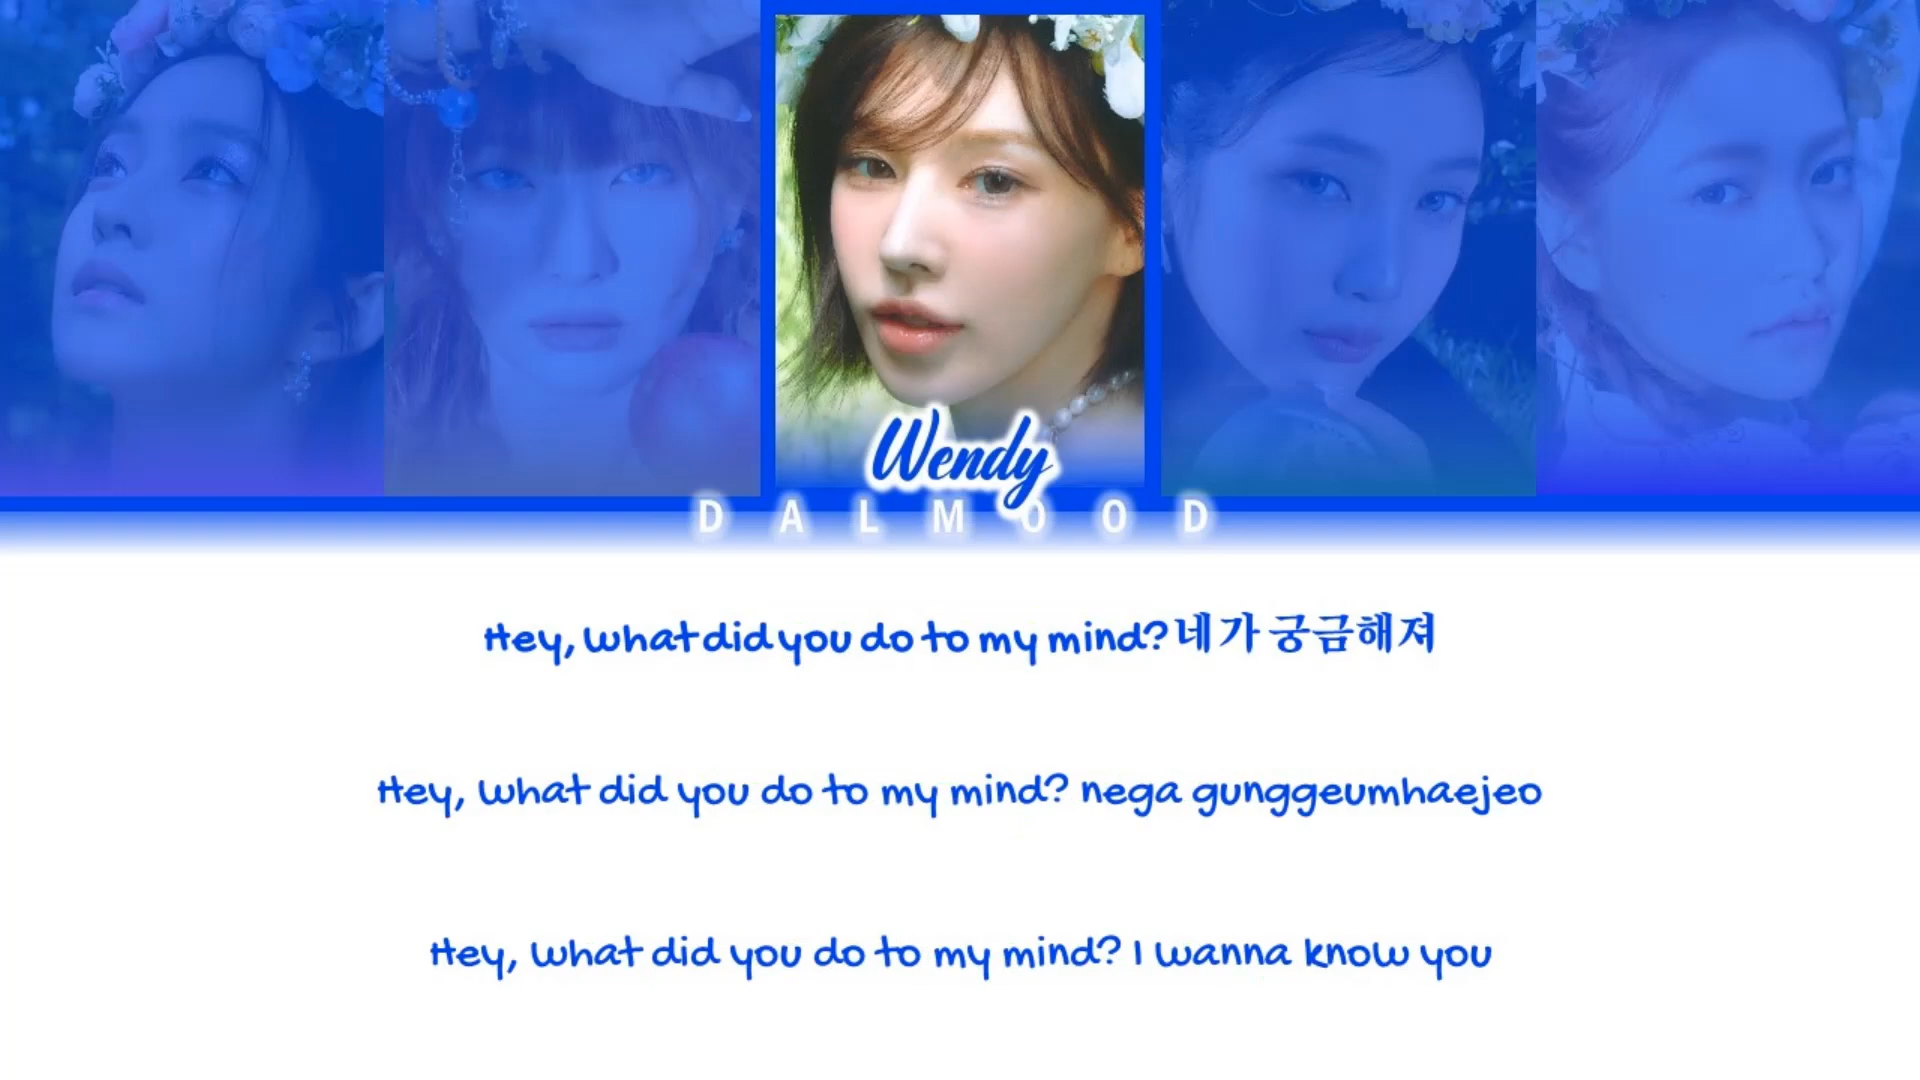 Wendy
DALMOOD
Hey, what did you do to my mind? 네가 궁금해져
Hey, what did you do to my mind? nega gunggeumhaejeo
Hey, what did you do to my mind? I wanna know you